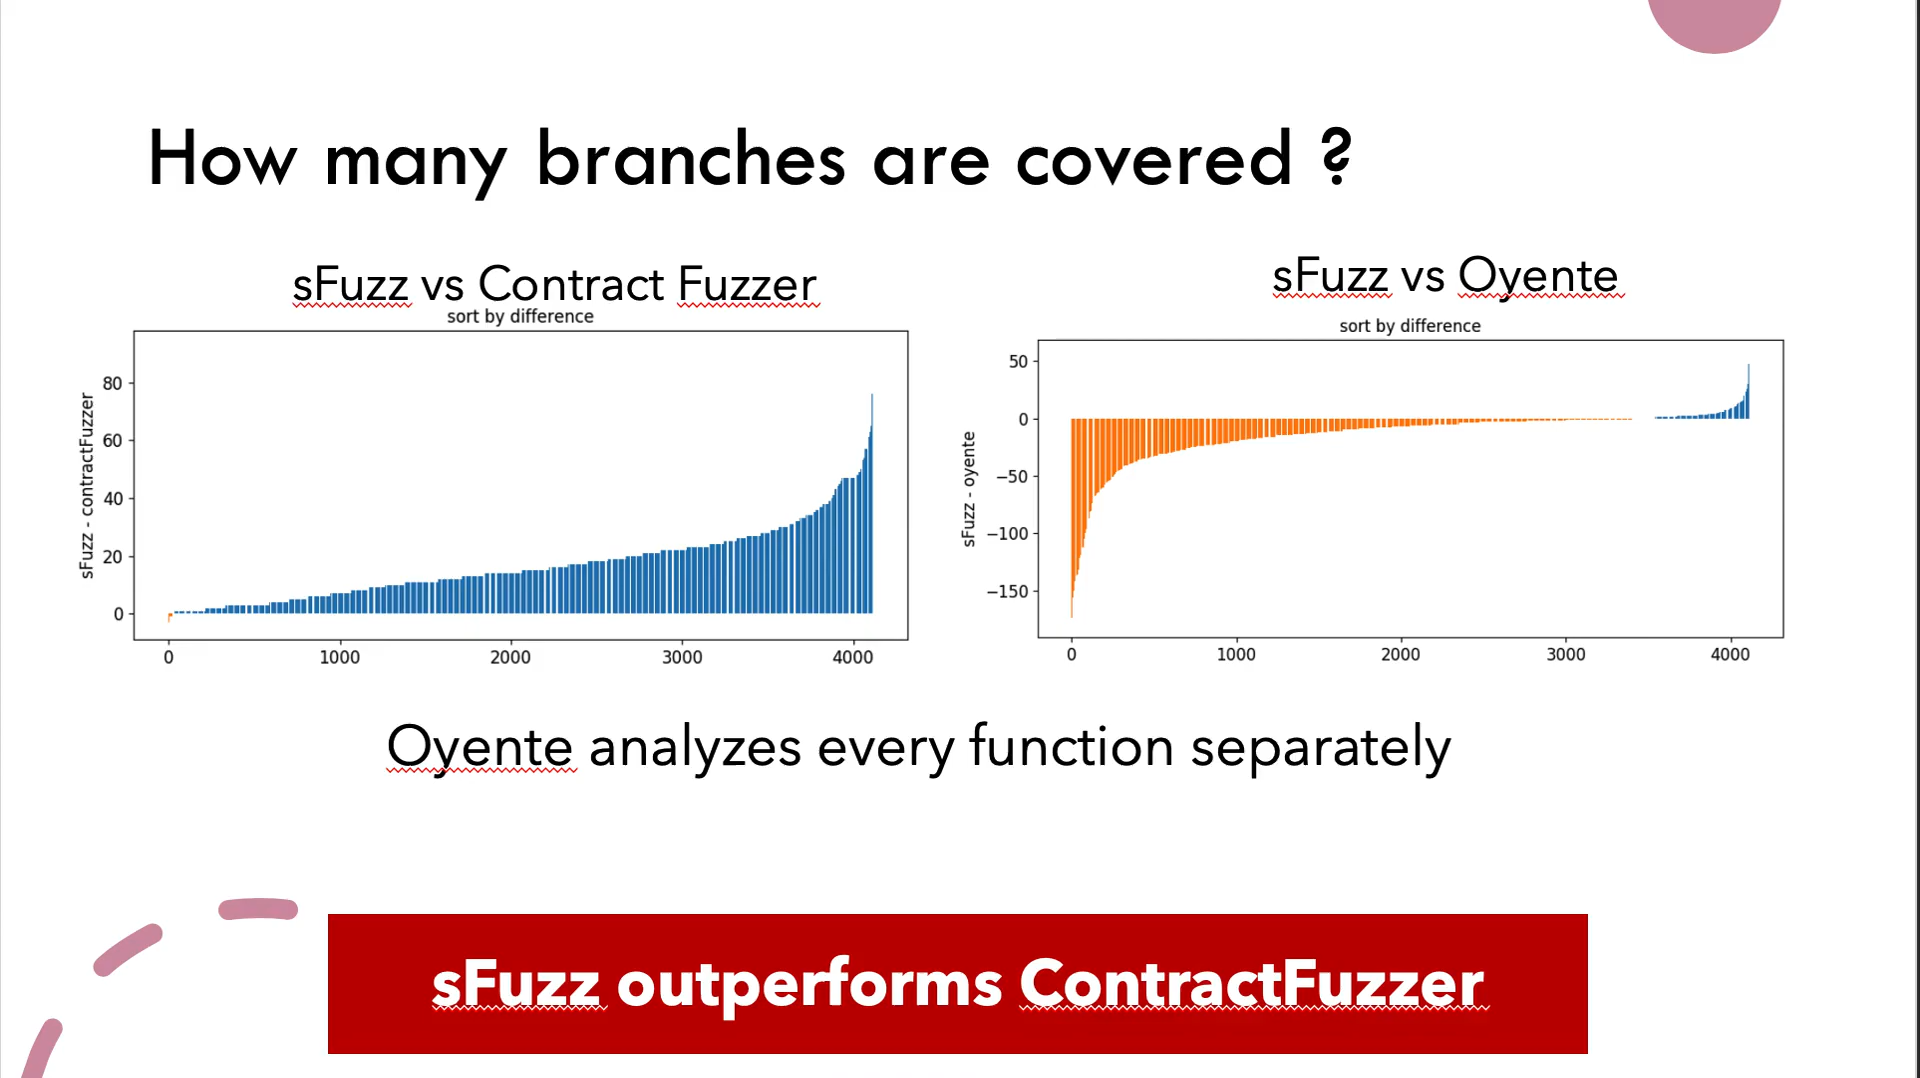 How many branches are covered ?
sFuzz vs Contract Fuzzer
sort by difference
sFuzz - contractFuzzer
80
60
40
20
0
0 1000 2000 3000 4000
sFuzz vs Oyente
sort by difference
sFuzz - oyente
50
0
−50
−100
−150
0 1000 2000 3000 4000
Oyente analyzes every function separately
sFuzz outperforms ContractFuzzer